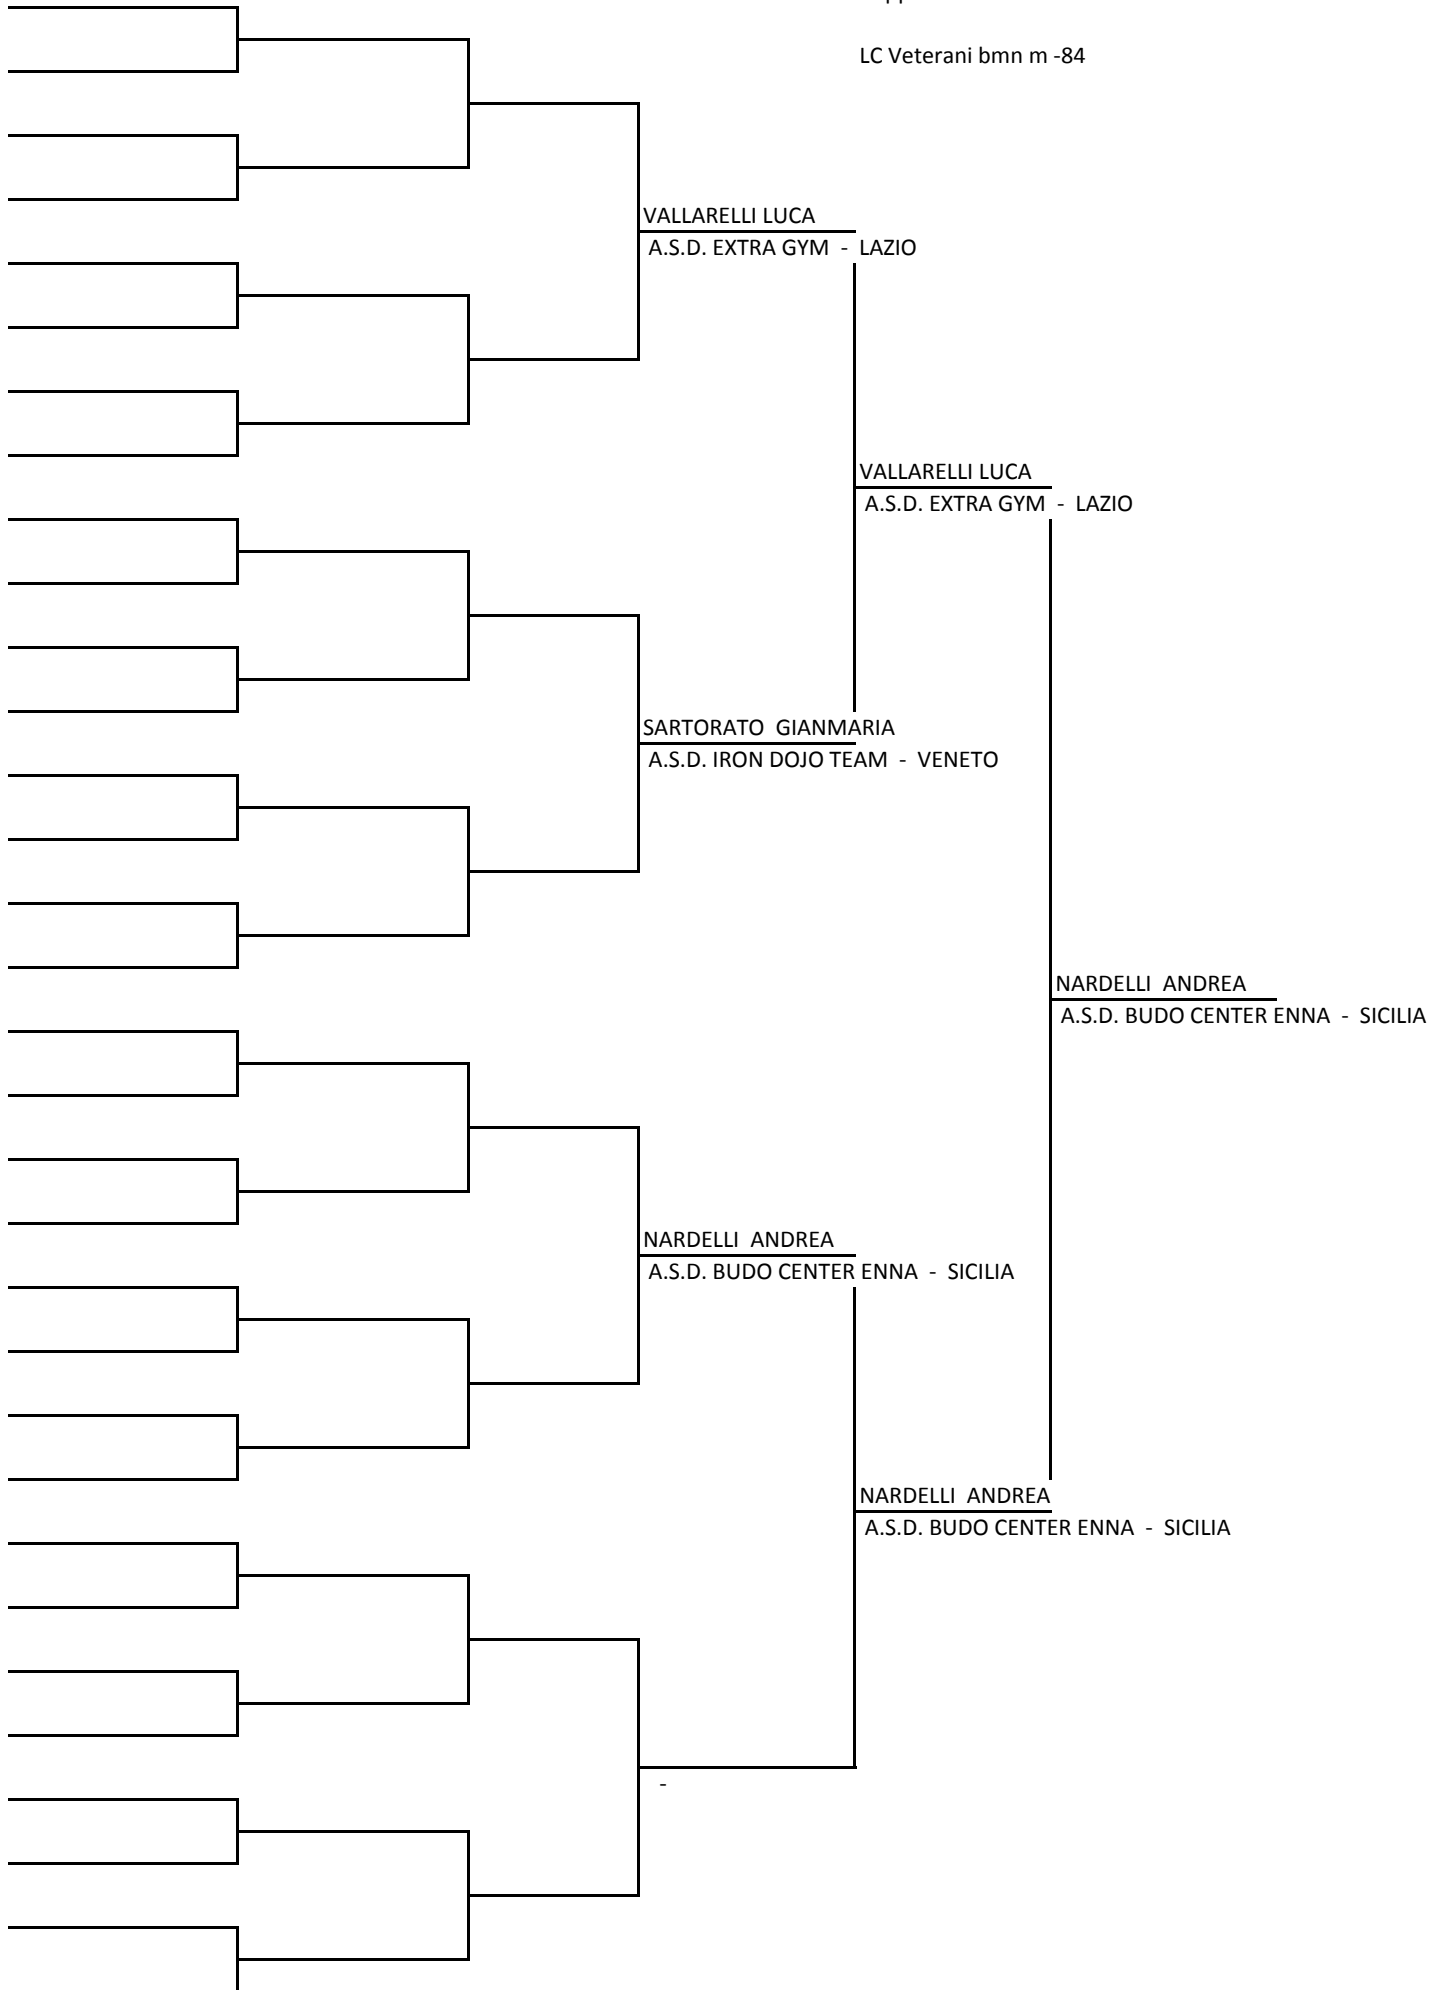 LC Veterani bmn m -84
VALLARELLI LUCA
A.S.D. EXTRA GYM - LAZIO
VALLARELLI LUCA
A.S.D. EXTRA GYM - LAZIO
SARTORATO GIANMARIA
A.S.D. IRON DOJO TEAM - VENETO
NARDELLI ANDREA
A.S.D. BUDO CENTER ENNA - SICILIA
NARDELLI ANDREA
A.S.D. BUDO CENTER ENNA - SICILIA
NARDELLI ANDREA
A.S.D. BUDO CENTER ENNA - SICILIA
-